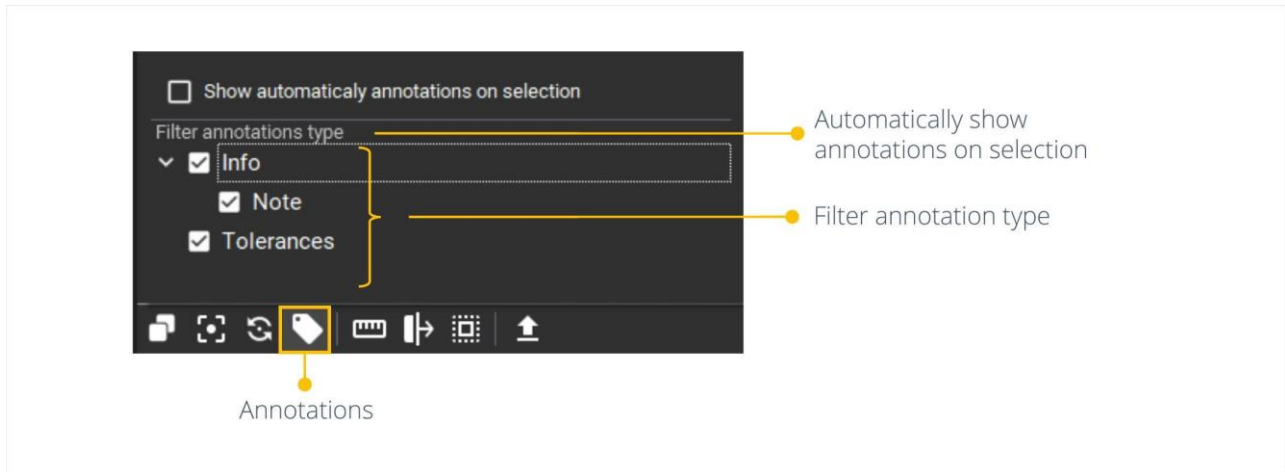 Show automaticaly annotations on selection
Filter annotations type
Info
Note
Tolerances
Automatically show
annotations on selection
Filter annotation type
Annotations